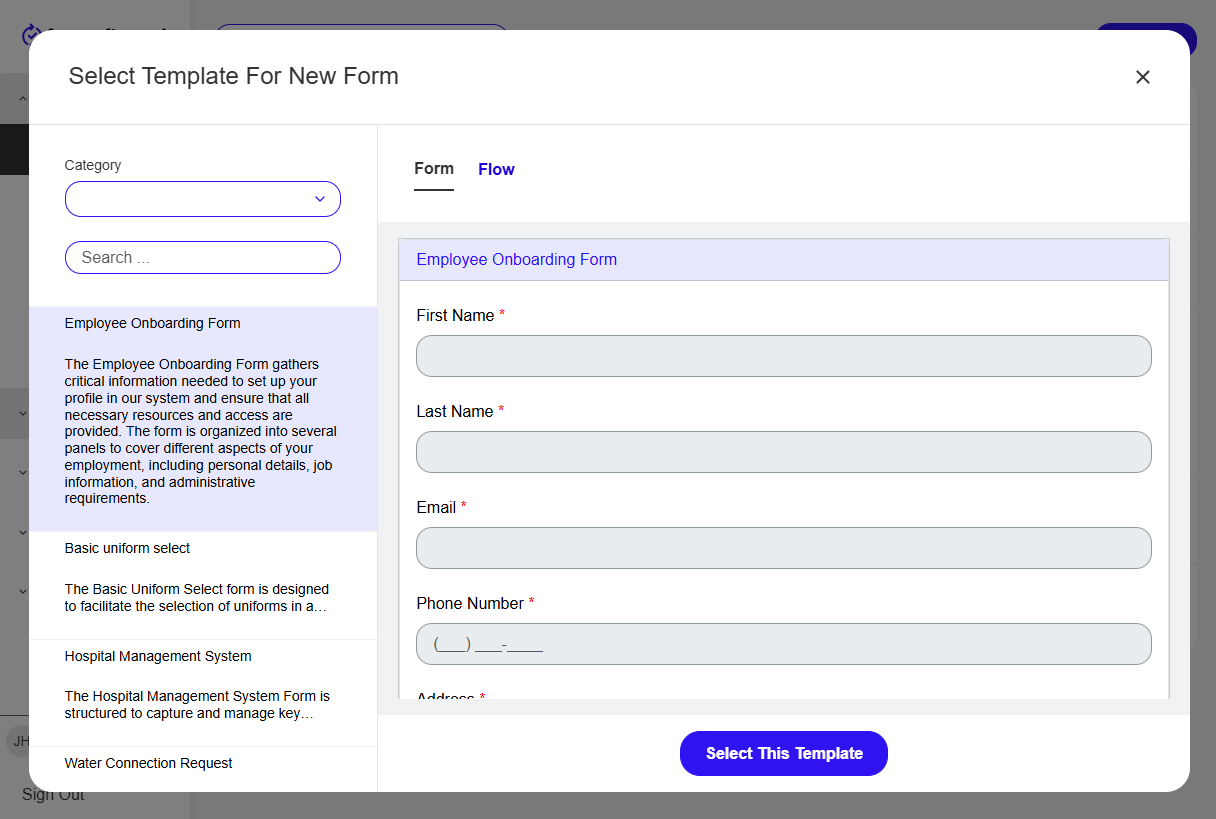 Select Template For New Form
Category
Search ...
Employee Onboarding Form
The Employee Onboarding Form gathers
critical information needed to set up your
profile in our system and ensure that all
necessary resources and access are
provided. The form is organized into several
panels to cover different aspects of your
employment, including personal details, job
information, and administrative
requirements.
Basic uniform select
The Basic Uniform Select form is designed
to facilitate the selection of uniforms in a...
Hospital Management System
The Hospital Management System Form is
structured to capture and manage key...
Water Connection Request
Form Flow
Employee Onboarding Form
First Name *
Last Name *
Email *
Phone Number *
(___) ___-____
Address *
Select This Template
JH
Sign Out